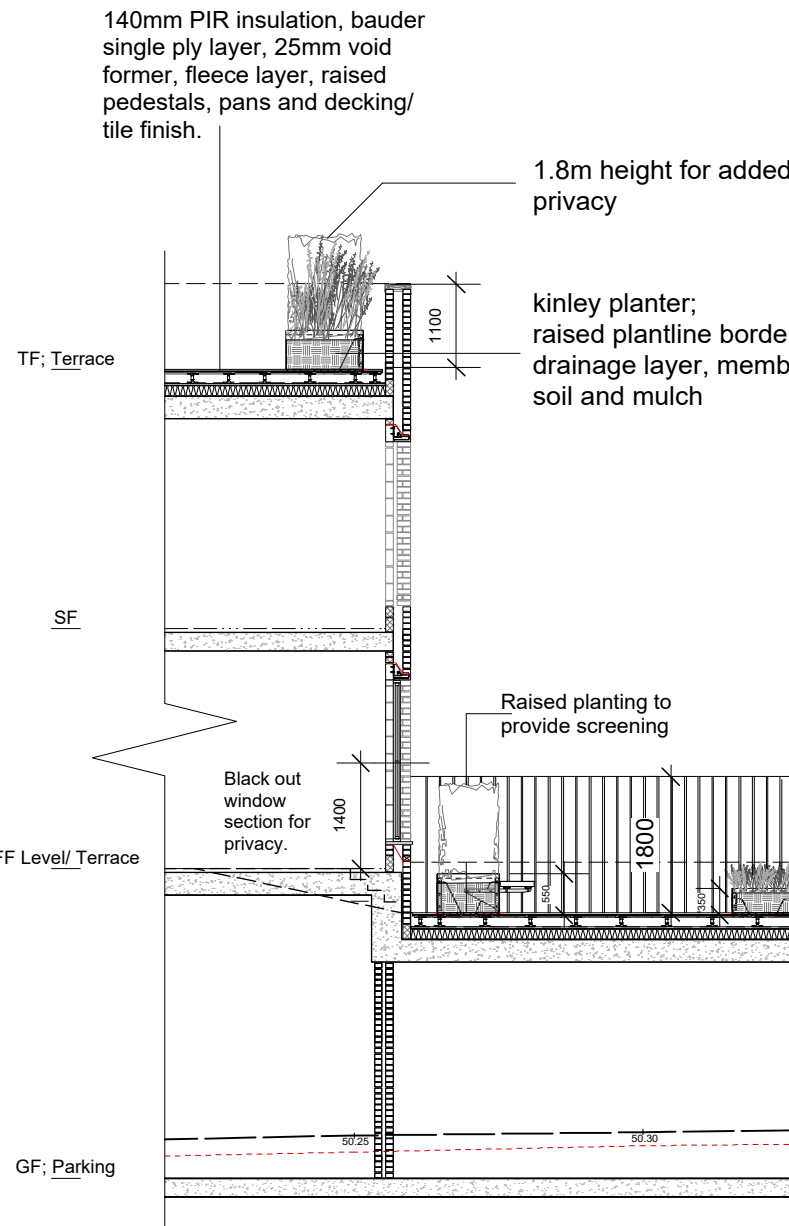 140mm PIR insulation, bauder
single ply layer, 25mm void
former, fleece layer, raised
pedestals, pans and decking/
tile finish.
1.8m height for added
privacy
kinley planter;
raised plantline borde
drainage layer, memb
soil and mulch
1100
TF; Terrace
SF
Raised planting to
provide screening
Black out
window
section for
privacy.
1400
1800
FF Level/ Terrace
550
350
50.25
50.30
GF; Parking